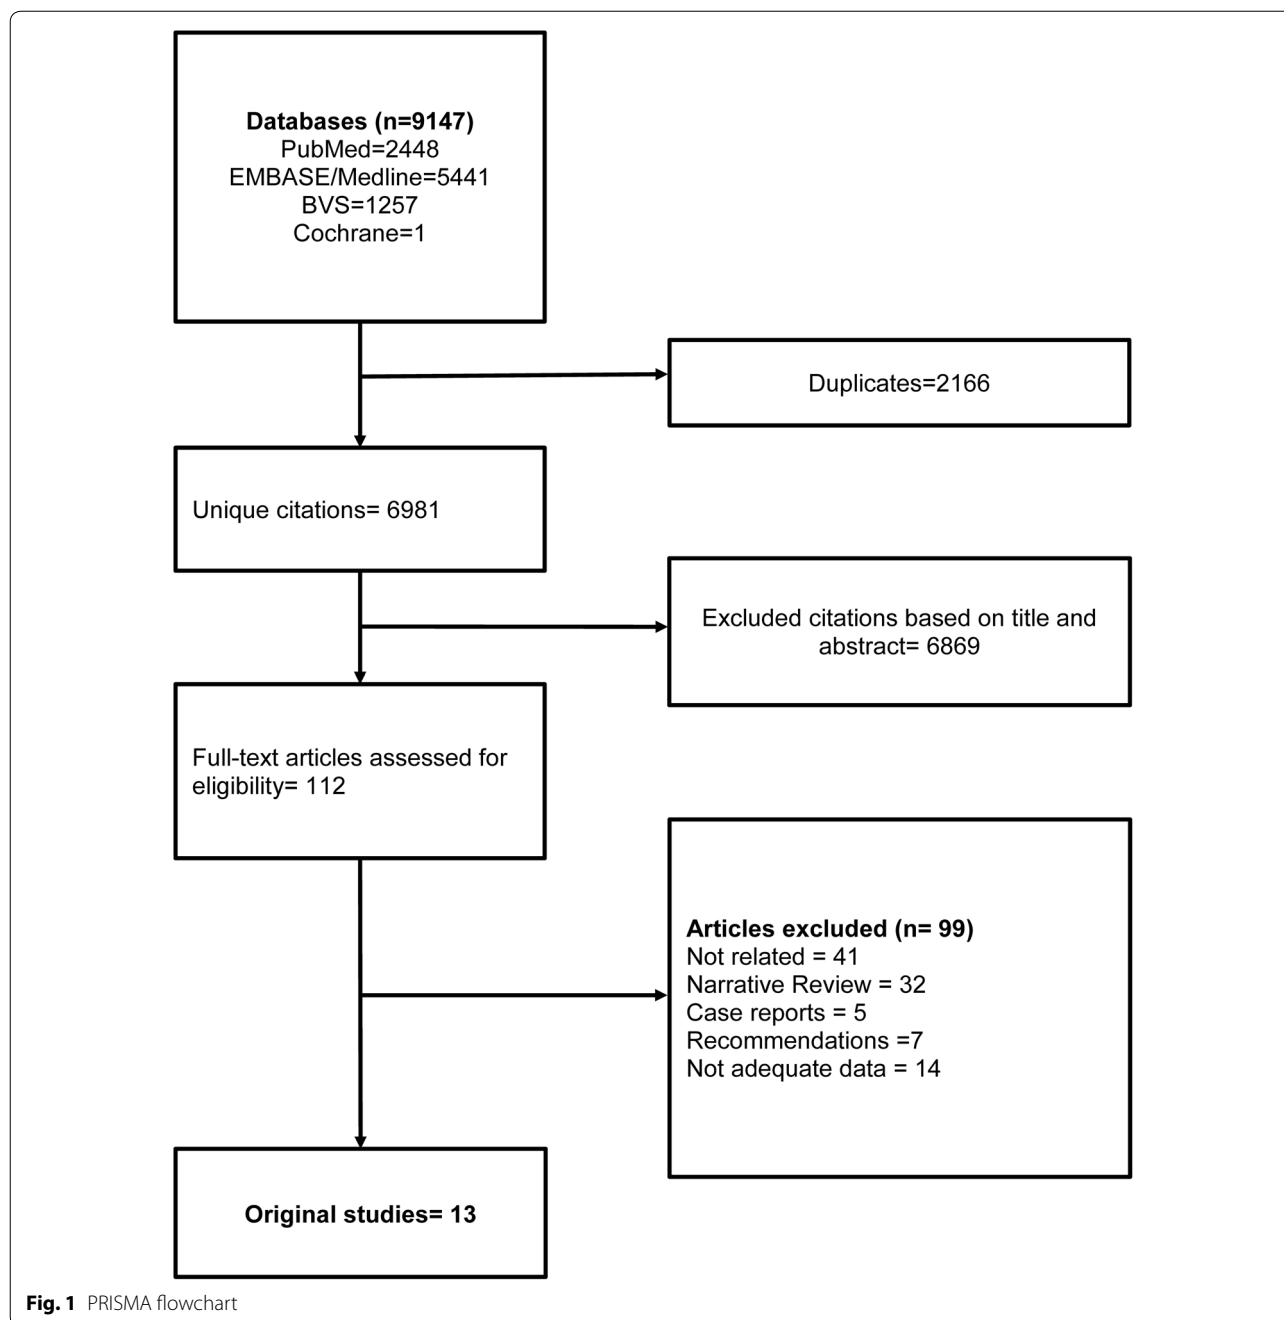 Databases (n=9147)
PubMed=2448
EMBASE/Medline=5441
BVS=1257
Cochrane=1
Duplicates=2166
Unique citations= 6981
Excluded citations based on title and
abstract= 6869
Full-text articles assessed for
eligibility= 112
Articles excluded (n= 99)
Not related = 41
Narrative Review = 32
Case reports = 5
Recommendations =7
Not adequate data = 14
Original studies= 13
Fig. 1 PRISMA flowchart